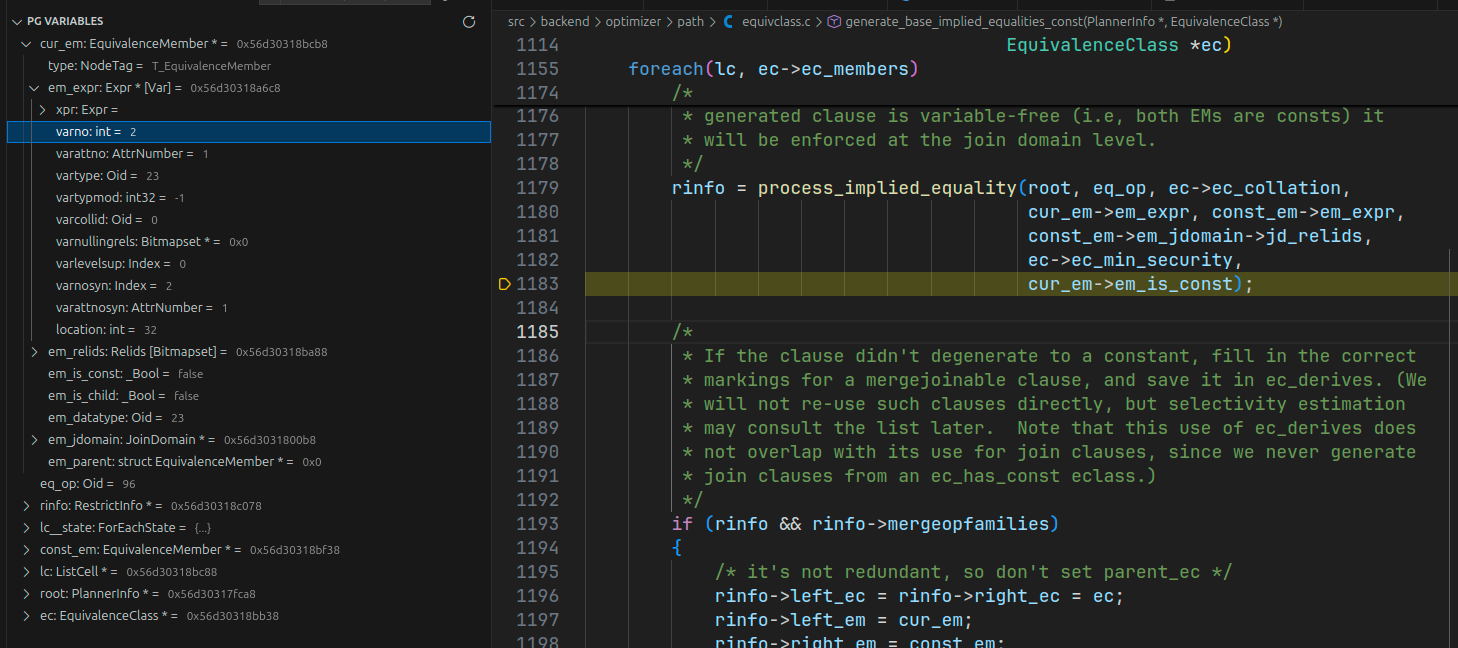 PG VARIABLES
cur_em: EquivalenceMember * = 0x56d30318bcb8
type: NodeTag = T_EquivalenceMember
em_expr: Expr * [Var] = 0x56d30318a6c8
xpr: Expr =
varno: int = 2
varattno: AttrNumber = 1
vartype: Oid = 23
vartypmod: int32 = -1
varcollid: Oid = 0
varnullingrels: Bitmapset * = 0x0
varlevelsup: Index = 0
varnosyn: Index = 2
varattnosyn: AttrNumber = 1
location: int = 32
em_relids: Relids [Bitmapset] = 0x56d30318ba88
em_is_const: _Bool = false
em_is_child: _Bool = false
em_datatype: Oid = 23
em_jdomain: JoinDomain * = 0x56d3031800b8
em_parent: struct EquivalenceMember * = 0x0
eq_op: Oid = 96
rinfo: RestrictInfo * = 0x56d30318c078
lc__state: ForEachState = {...}
const_em: EquivalenceMember * = 0x56d30318bf38
lc: ListCell * = 0x56d30318bc88
root: PlannerInfo * = 0x56d30317fca8
ec: EquivalenceClass * = 0x56d30318bb38
src > backend > optimizer > path > C equivclass.c > generate_base_implied_equalities_const(PlannerInfo *, EquivalenceClass *)
1114 EquivalenceClass *ec)
1155 foreach(lc, ec->ec_members)
1174 /*
1176 * generated clause is variable-free (i.e, both EMs are consts) it
1177 * will be enforced at the join domain level.
1178 */
1179 rinfo = process_implied_equality(root, eq_op, ec->ec_collation,
1180 cur_em->em_expr, const_em->em_expr,
1181 const_em->em_jdomain->jd_relids,
1182 ec->ec_min_security,
1183 cur_em->em_is_const);
1184
1185 /*
1186 * If the clause didn't degenerate to a constant, fill in the correct
1187 * markings for a mergejoinable clause, and save it in ec_derives. (We
1188 * will not re-use such clauses directly, but selectivity estimation
1189 * may consult the list later.  Note that this use of ec_derives does
1190 * not overlap with its use for join clauses, since we never generate
1191 * join clauses from an ec_has_const eclass.)
1192 */
1193 if (rinfo && rinfo->mergeopfamilies)
1194 {
1195 /* it's not redundant, so don't set parent_ec */
1196 rinfo->left_ec = rinfo->right_ec = ec;
1197 rinfo->left_em = cur_em;
1198 rinfo->right_em = const_em;